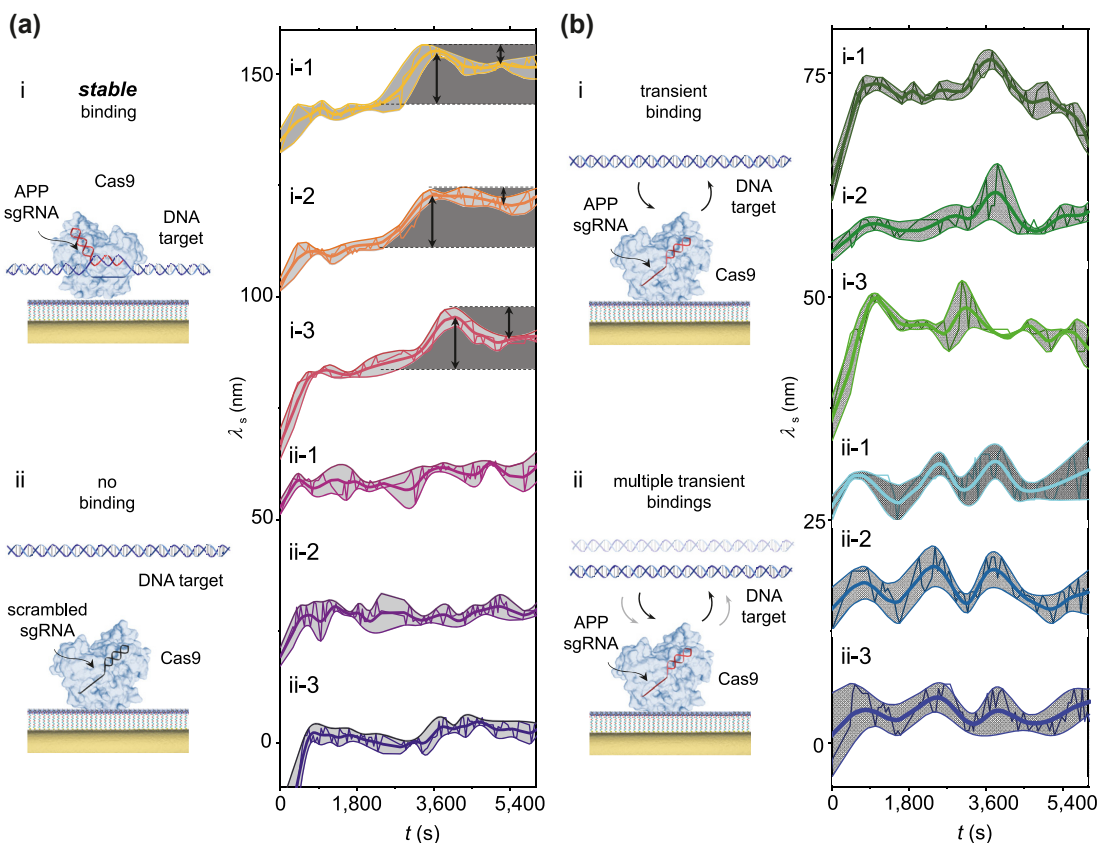 (a)
i
stable
binding
APP
sgRNA
Cas9
DNA
target
ii
no
binding
DNA target
scrambled
sgRNA
Cas9
λs (nm)
150
100
50
0
i-1
i-2
i-3
ii-1
ii-2
ii-3
0
1,800
3,600
5,400
t (s)
(b)
i
transient
binding
APP
sgRNA
DNA
target
Cas9
ii
multiple transient
bindings
APP
sgRNA
DNA
target
Cas9
λs (nm)
75
50
25
0
i-1
i-2
i-3
ii-1
ii-2
ii-3
0
1,800
3,600
5,400
t (s)